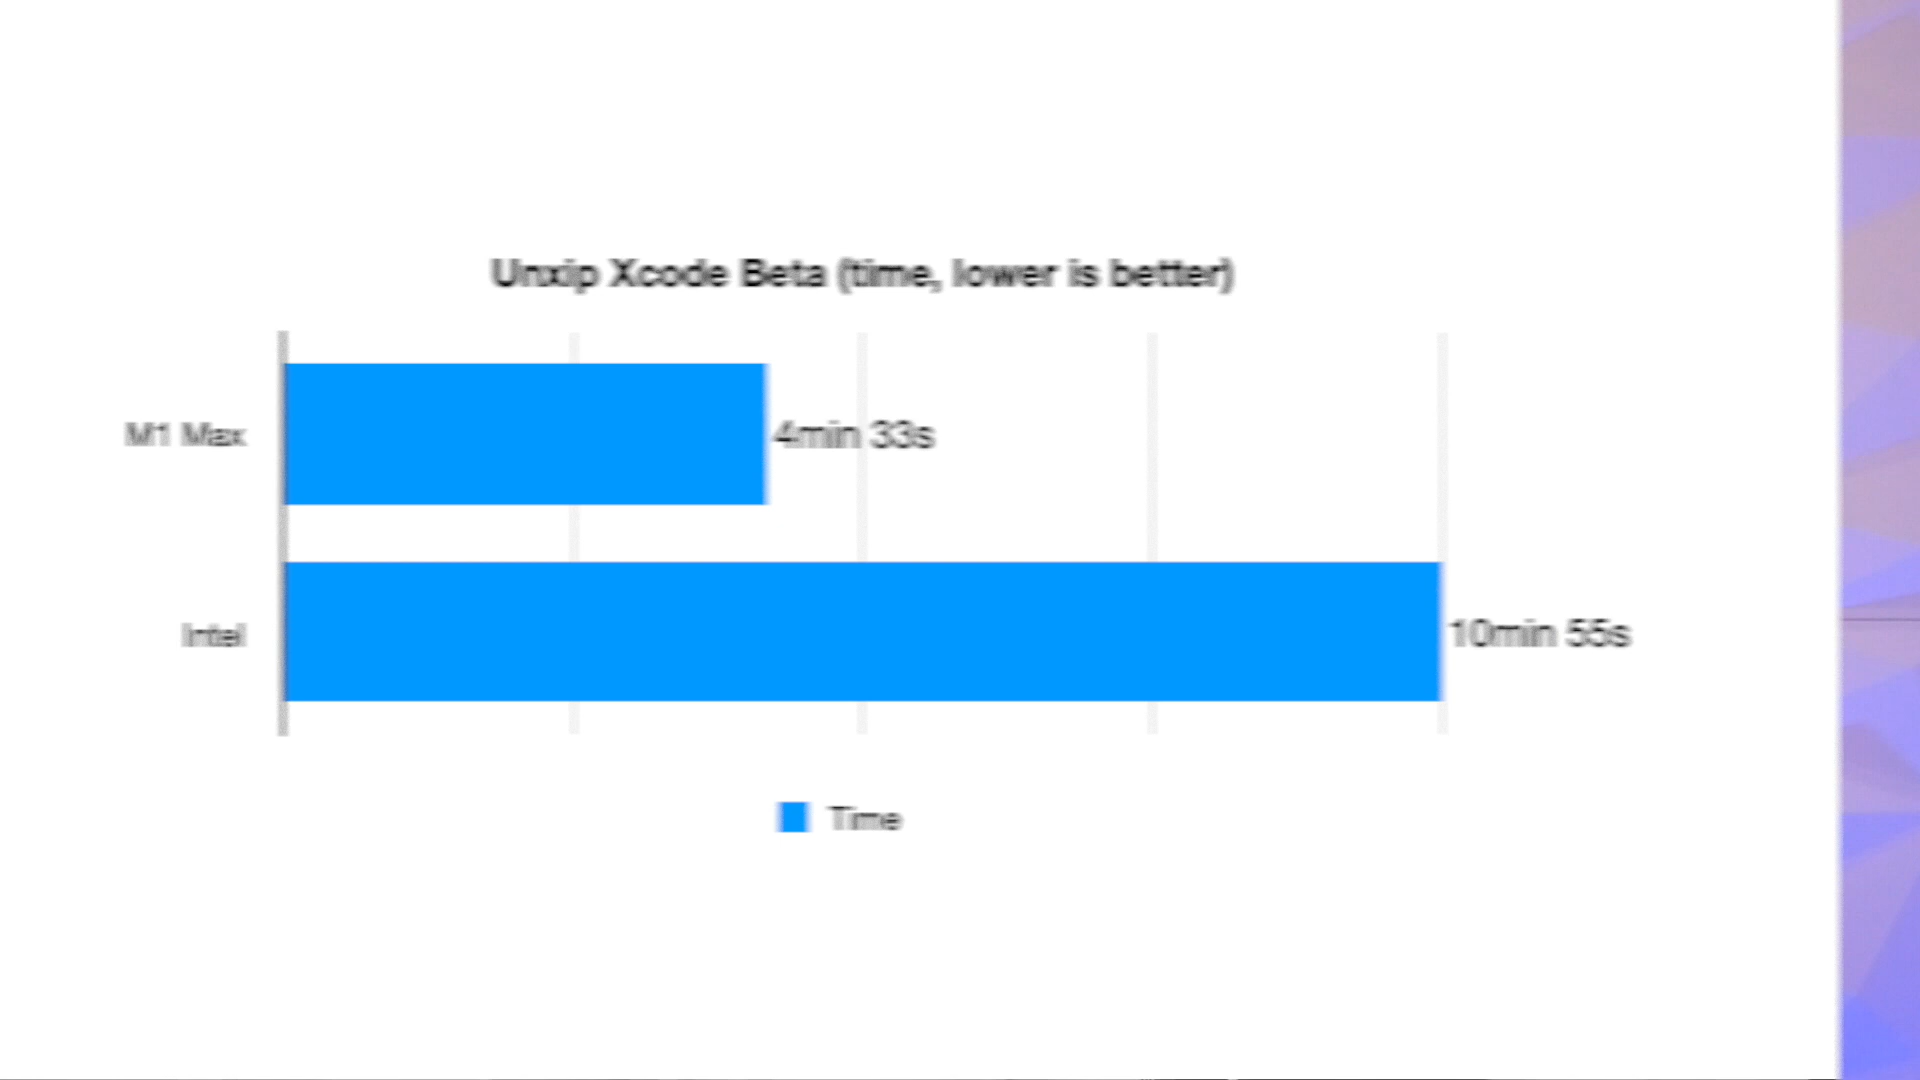 Unxip Xcode Beta (time, lower is better)
M1 Max
4min 33s
Intel
10min 55s
Time